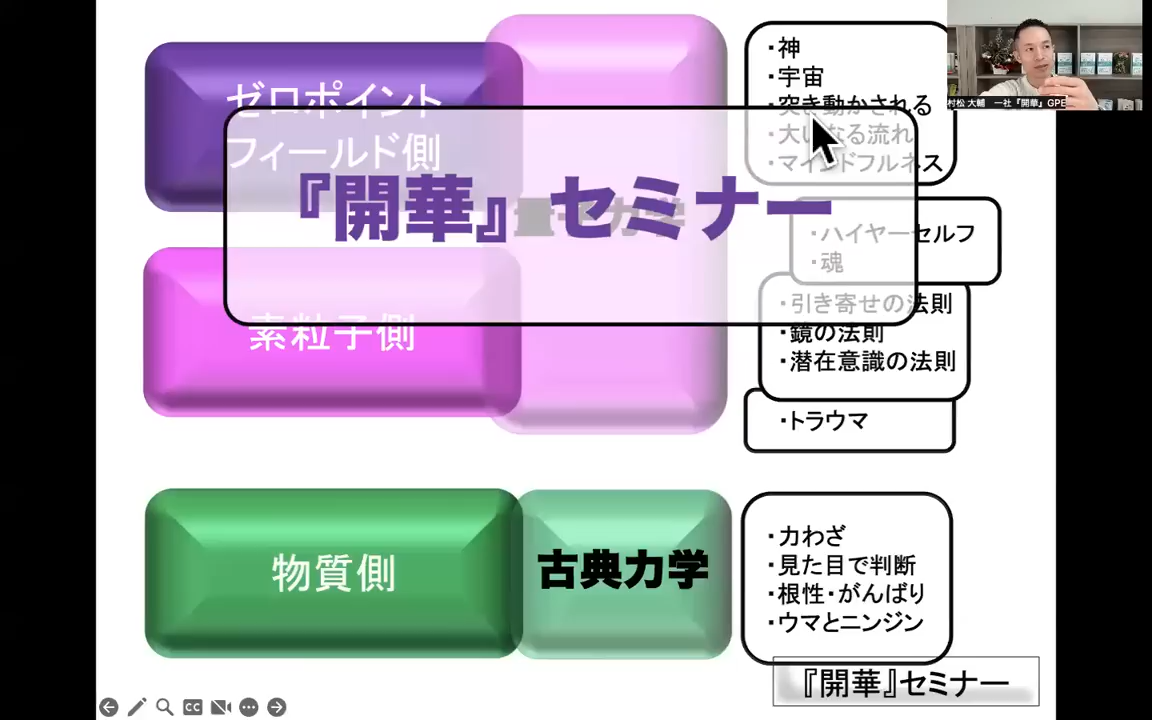 ゼロポイント
フィールド側
『開華』セミナー
量子力学
素粒子側
物質側
古典力学
・神
・宇宙
・突き動かされる
・大いなる流れ
・マインドフルネス
・ハイヤーセルフ
・魂
・引き寄せの法則
・鏡の法則
・潜在意識の法則
・トラウマ
・力わざ
・見た目で判断
・根性・がんばり
・ウマとニンジン
『開華』セミナー
村松 大輔 一社『開華』GPE
CC